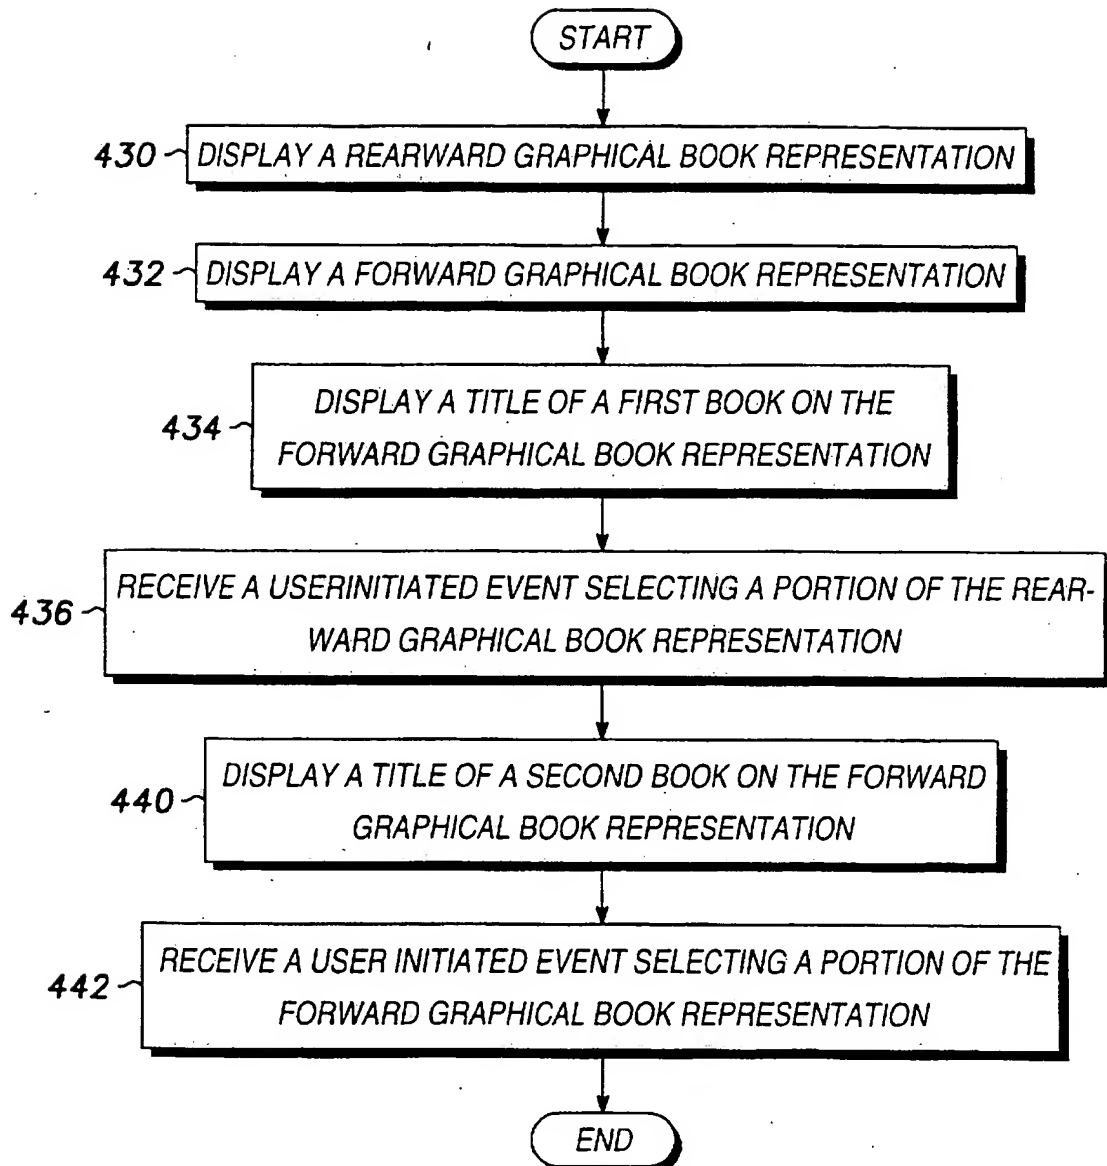 START
430 DISPLAY A REARWARD GRAPHICAL BOOK REPRESENTATION
432 DISPLAY A FORWARD GRAPHICAL BOOK REPRESENTATION
DISPLAY A TITLE OF A FIRST BOOK ON THE
434
FORWARD GRAPHICAL BOOK REPRESENTATION
RECEIVE A USERINITIATED EVENT SELECTING A PORTION OF THE REAR-
436
WARD GRAPHICAL BOOK REPRESENTATION
DISPLAY A TITLE OF A SECOND BOOK ON THE FORWARD
440
GRAPHICAL BOOK REPRESENTATION
RECEIVE A USER INITIATED EVENT SELECTING A PORTION OF THE
442
FORWARD GRAPHICAL BOOK REPRESENTATION
END